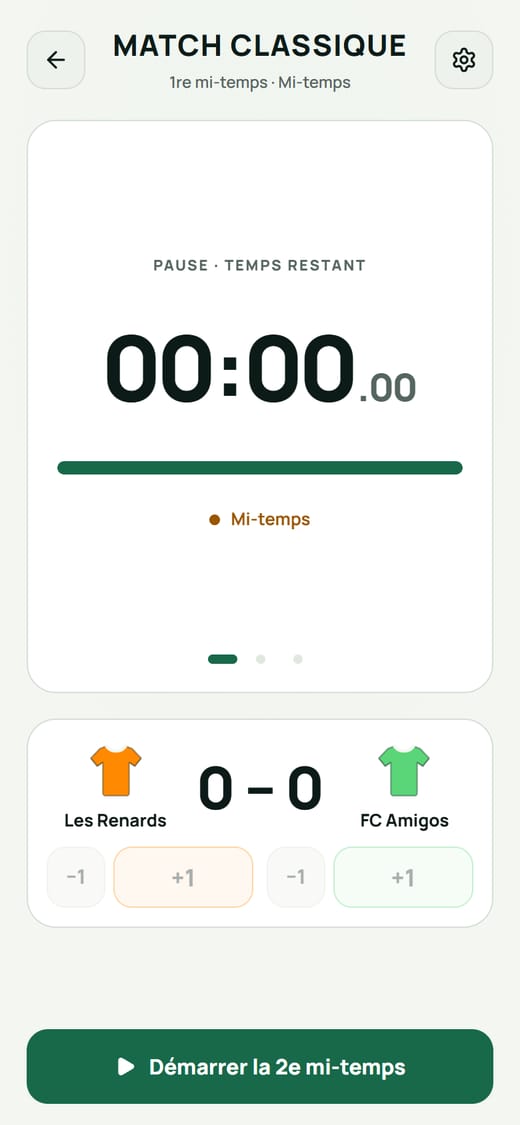 MATCH CLASSIQUE
1re mi-temps · Mi-temps
PAUSE · TEMPS RESTANT
00:00.00
Mi-temps
0 – 0
Les Renards
FC Amigos
−1
+1
−1
+1
Démarrer la 2e mi-temps